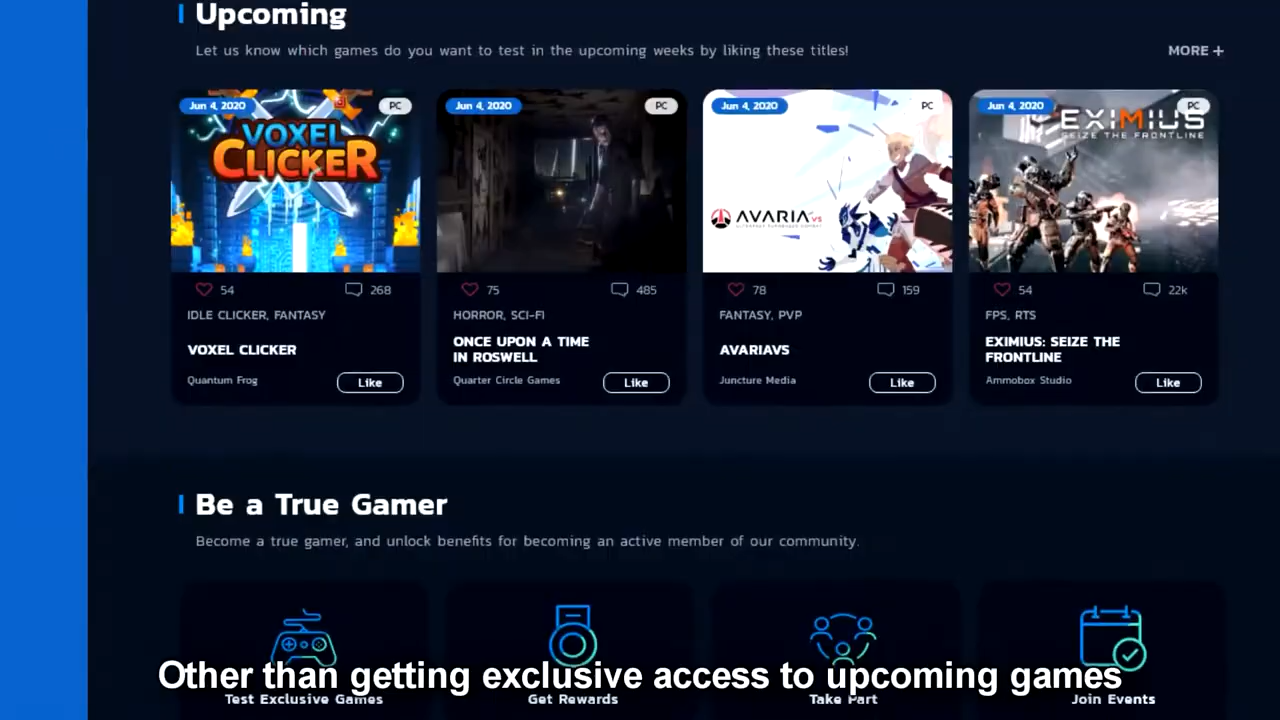 Upcoming
Let us know which games do you want to test in the upcoming weeks by liking these titles!
MORE +
Jun 4, 2020
PC
VOXEL
CLICKER
54
268
IDLE CLICKER, FANTASY
VOXEL CLICKER
Quantum Frog
Like
Jun 4, 2020
PC
75
485
HORROR, SCI-FI
ONCE UPON A TIME
IN ROSWELL
Quarter Circle Games
Like
Jun 4, 2020
PC
AVARIA VS
78
159
FANTASY, PVP
AVARIAVS
Juncture Media
Like
Jun 4, 2020
PC
EXIMIUS
SEIZE THE FRONTLINE
54
22k
FPS, RTS
EXIMIUS: SEIZE THE
FRONTLINE
Ammobox Studio
Like
Be a True Gamer
Become a true gamer, and unlock benefits for becoming an active member of our community.
Other than getting exclusive access to upcoming games
Test Exclusive Games
Get Rewards
Take Part
Join Events